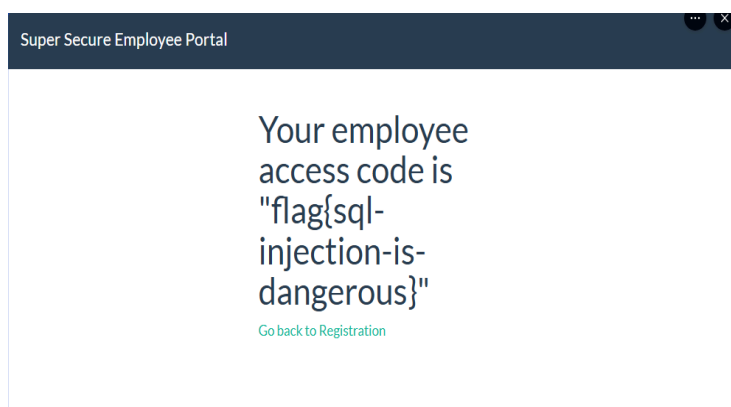 Super Secure Employee Portal
Your employee
access code is
"flag{sql-
injection-is-
dangerous}"
Go back to Registration